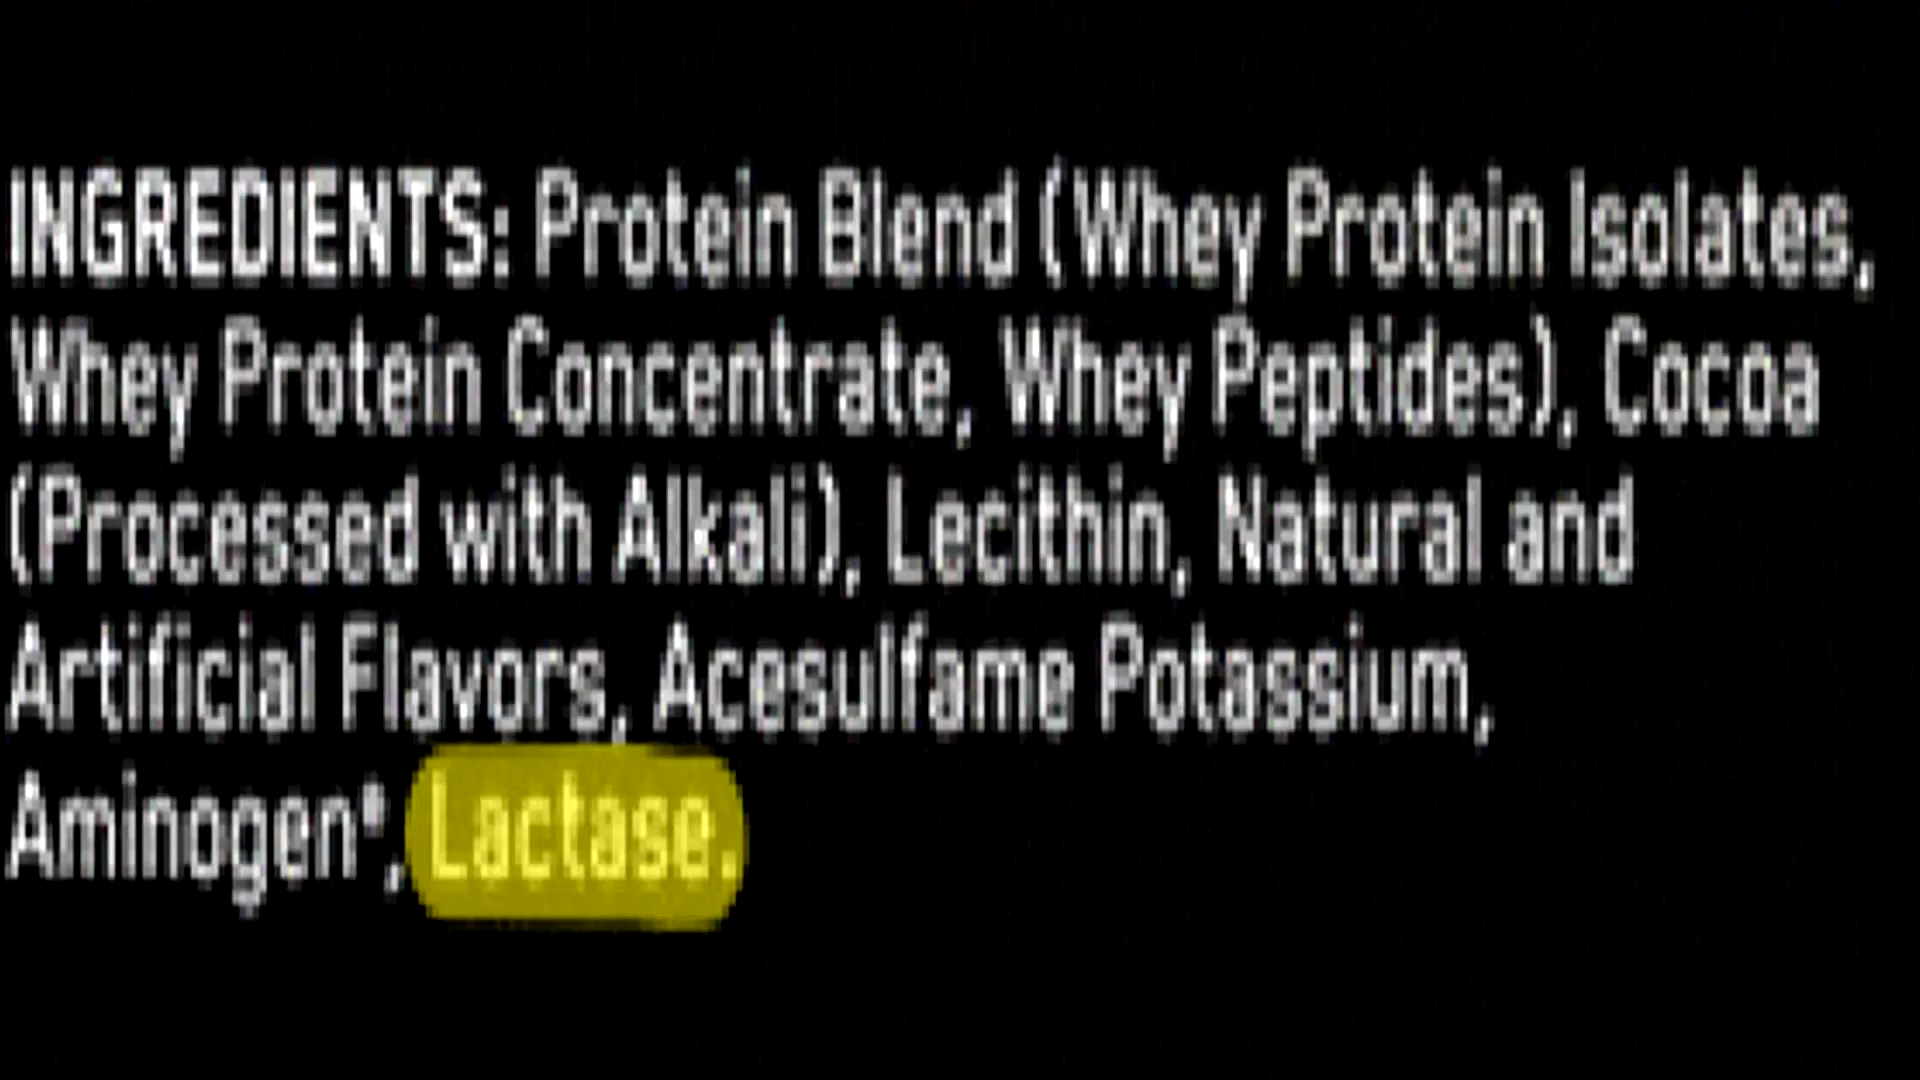 INGREDIENTS: Protein Blend (Whey Protein Isolates,
Whey Protein Concentrate, Whey Peptides), Cocoa
(Processed with Alkali), Lecithin, Natural and
Artificial Flavors, Acesulfame Potassium,
Aminogen®, Lactase.